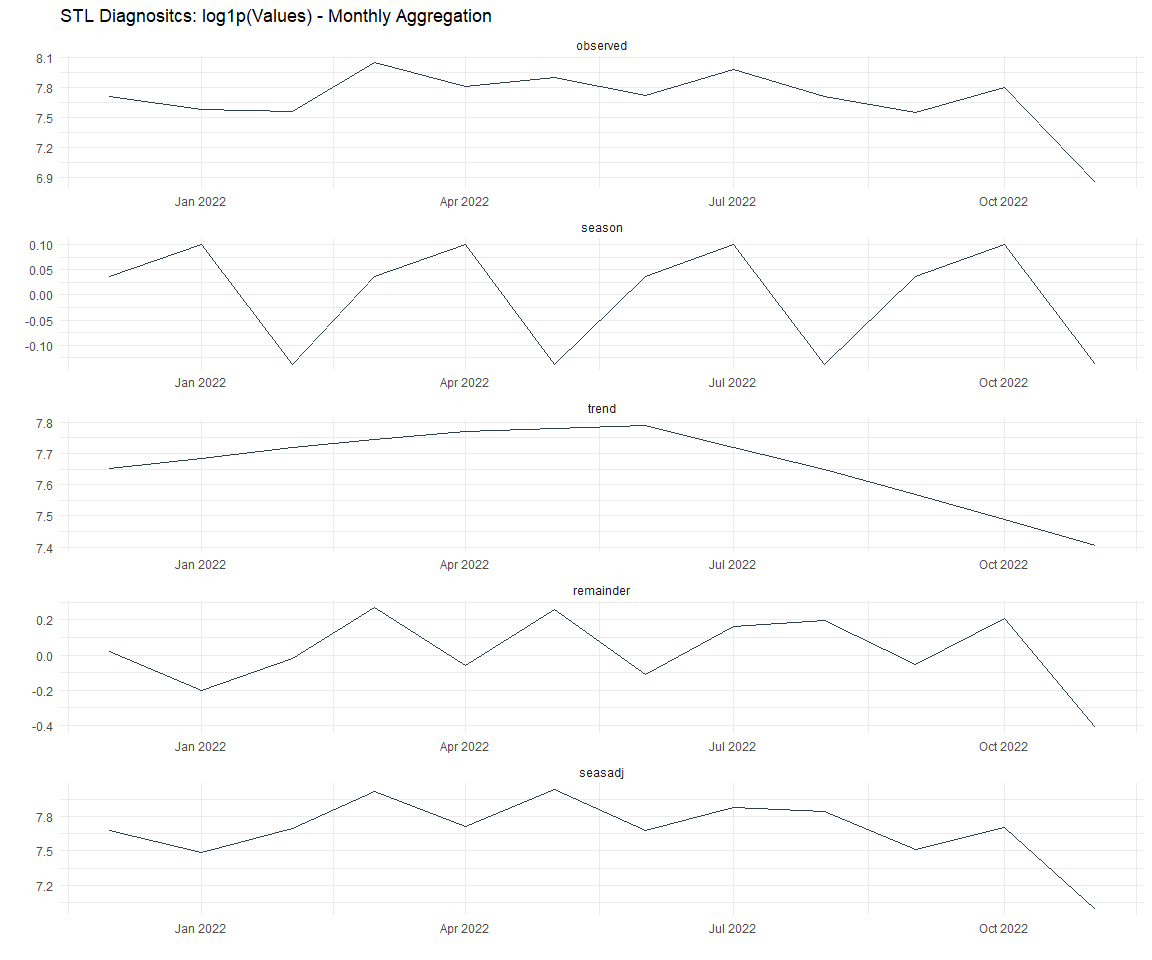 STL Diagnositcs: log1p(Values) - Monthly Aggregation
observed
8.1
7.8
7.5
7.2
6.9
Jan 2022 Apr 2022 Jul 2022 Oct 2022
season
0.10
0.05
0.00
-0.05
-0.10
Jan 2022 Apr 2022 Jul 2022 Oct 2022
trend
7.8
7.7
7.6
7.5
7.4
Jan 2022 Apr 2022 Jul 2022 Oct 2022
remainder
0.2
0.0
-0.2
-0.4
Jan 2022 Apr 2022 Jul 2022 Oct 2022
seasadj
7.8
7.5
7.2
Jan 2022 Apr 2022 Jul 2022 Oct 2022